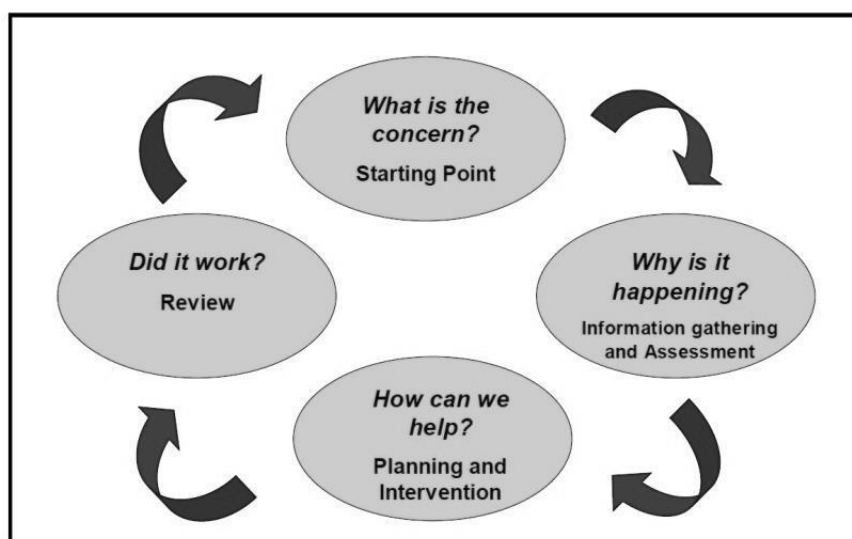 What is the
concern?
Starting Point
Why is it
happening?
Information gathering
and Assessment
How can we
help?
Planning and
Intervention
Did it work?
Review